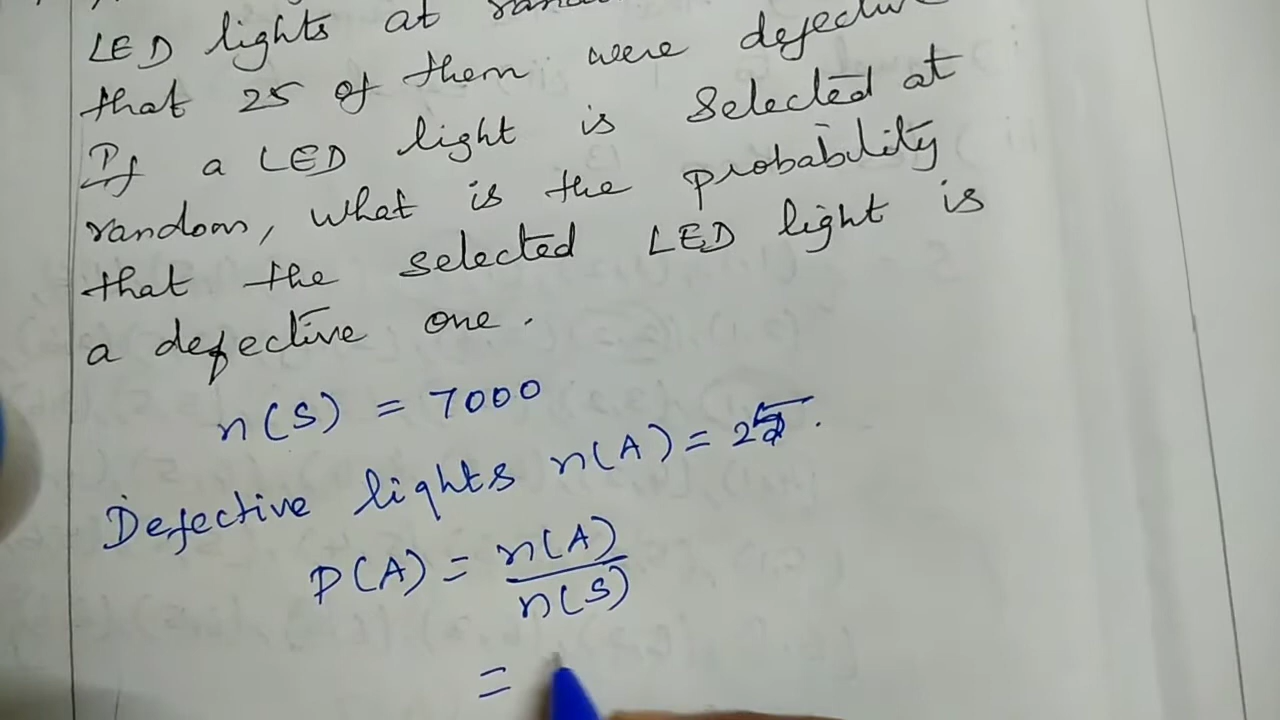 LED lights at
that 25 of them were
If a LED light is selected at
random, what is the probability
that the selected LED light is
a defective one.
n(S) = 7000
Defective lights n(A) = 25.
P(A) = n(A)/n(S)
=